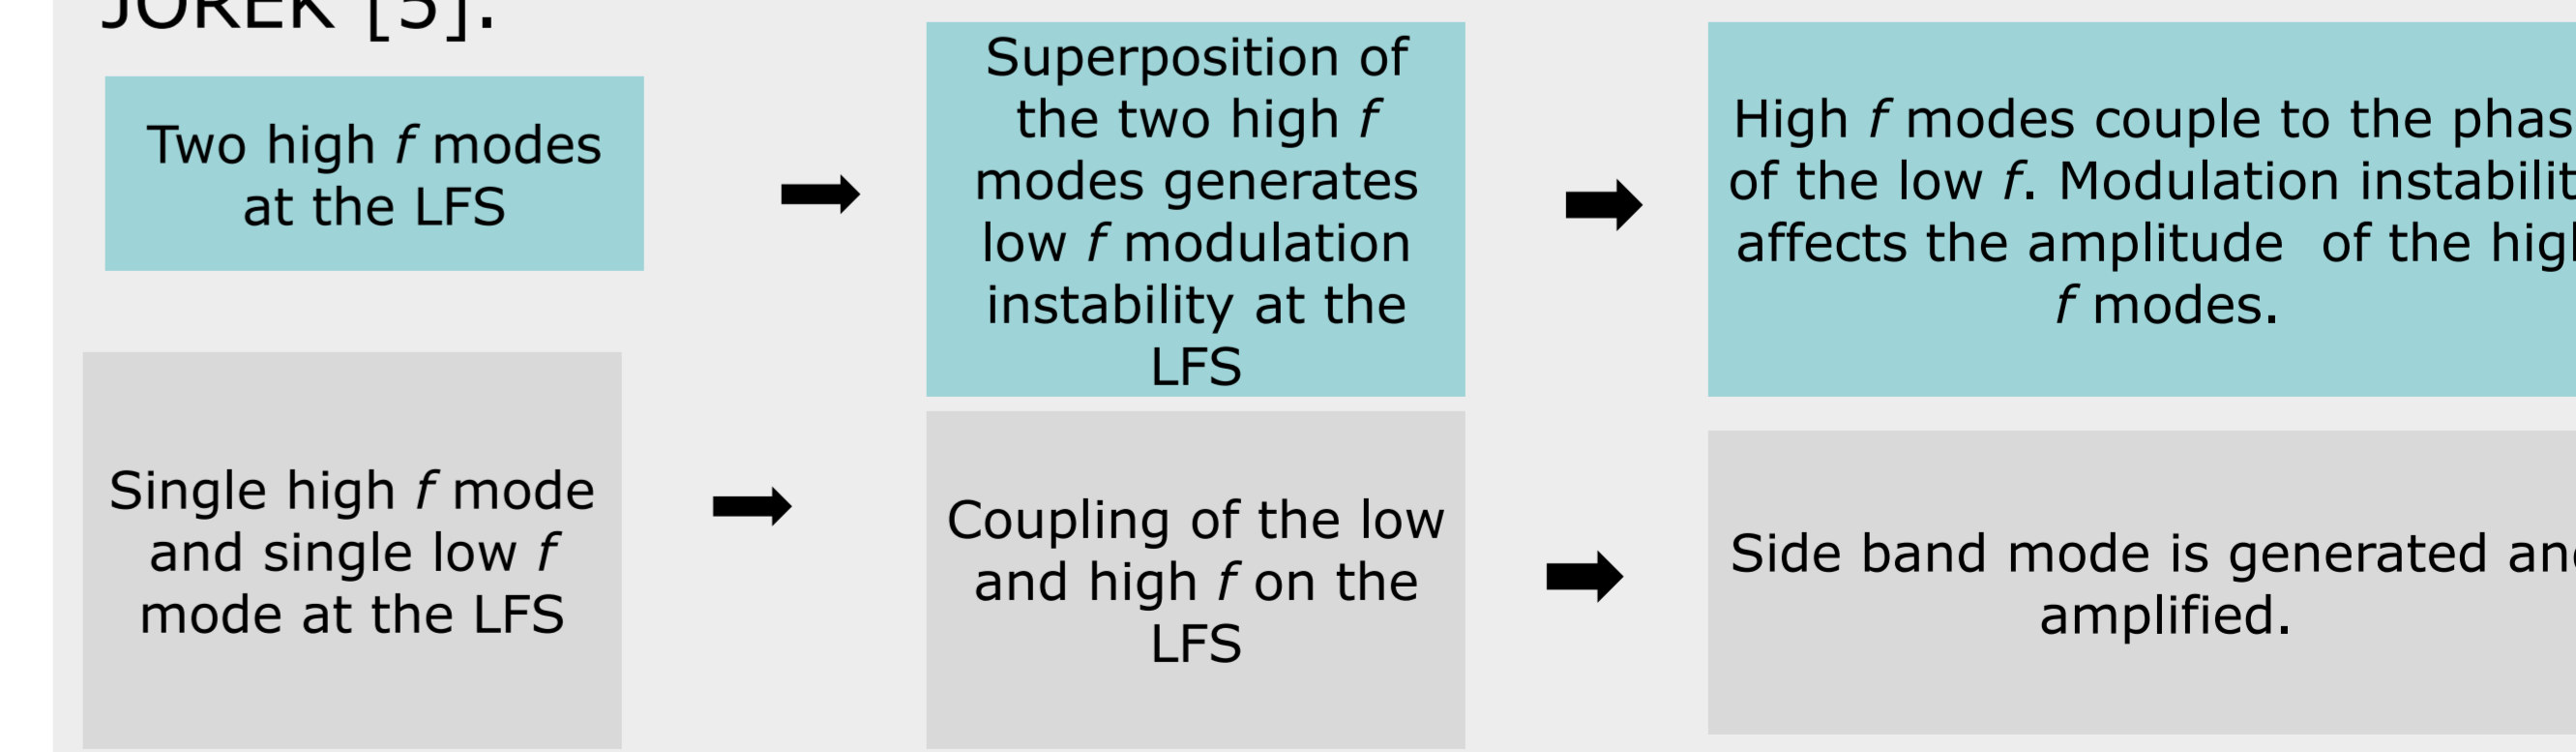 JOREK [5].
Two high f modes
at the LFS
Superposition of
the two high f
modes generates
low f modulation
instability at the
LFS
High f modes couple to the phas
of the low f. Modulation instabilit
affects the amplitude of the hig
f modes.
Single high f mode
and single low f
mode at the LFS
Coupling of the low
and high f on the
LFS
Side band mode is generated an
amplified.